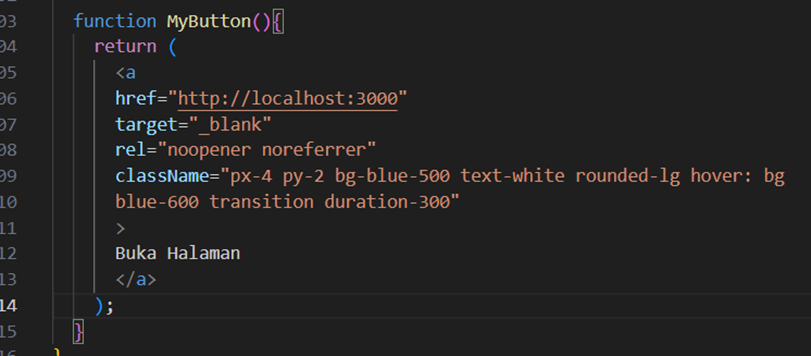 03 function MyButton(){
04 return (
05 <a
06 href="http://localhost:3000"
07 target="_blank"
08 rel="noopener noreferrer"
09 className="px-4 py-2 bg-blue-500 text-white rounded-lg hover: bg
10 blue-600 transition duration-300"
11 >
12 Buka Halaman
13 </a>
14 );
15 }
16 }